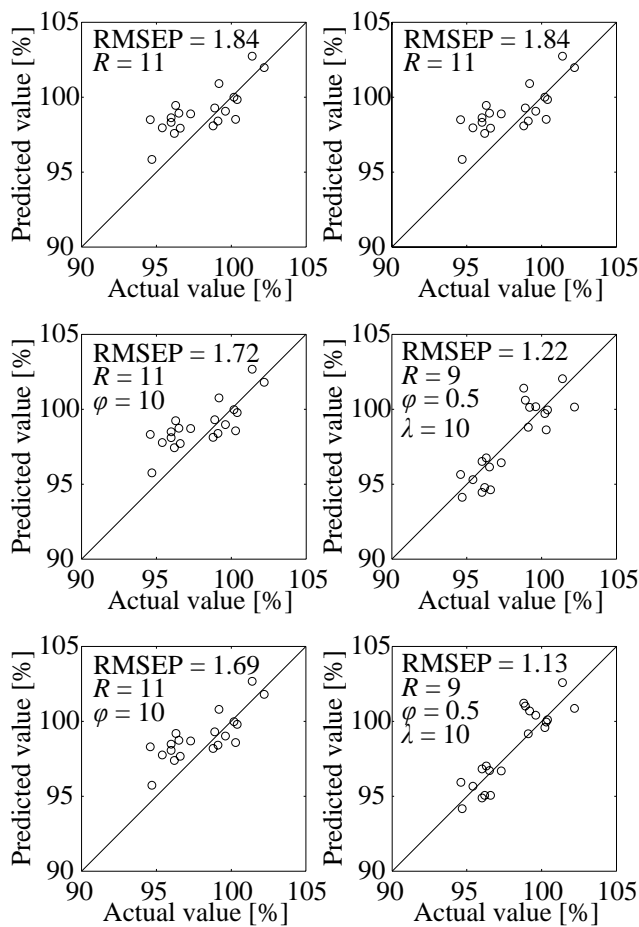 105
RMSEP = 1.84
R = 11
100
95
90
90
95
100
105
Predicted value [%]
Actual value [%]
105
RMSEP = 1.84
R = 11
100
95
90
90
95
100
105
Predicted value [%]
Actual value [%]
105
RMSEP = 1.72
R = 11
φ = 10
100
95
90
90
95
100
105
Predicted value [%]
Actual value [%]
105
RMSEP = 1.22
R = 9
φ = 0.5
λ = 10
100
95
90
90
95
100
105
Predicted value [%]
Actual value [%]
105
RMSEP = 1.69
R = 11
φ = 10
100
95
90
90
95
100
105
Predicted value [%]
Actual value [%]
105
RMSEP = 1.13
R = 9
φ = 0.5
λ = 10
100
95
90
90
95
100
105
Predicted value [%]
Actual value [%]